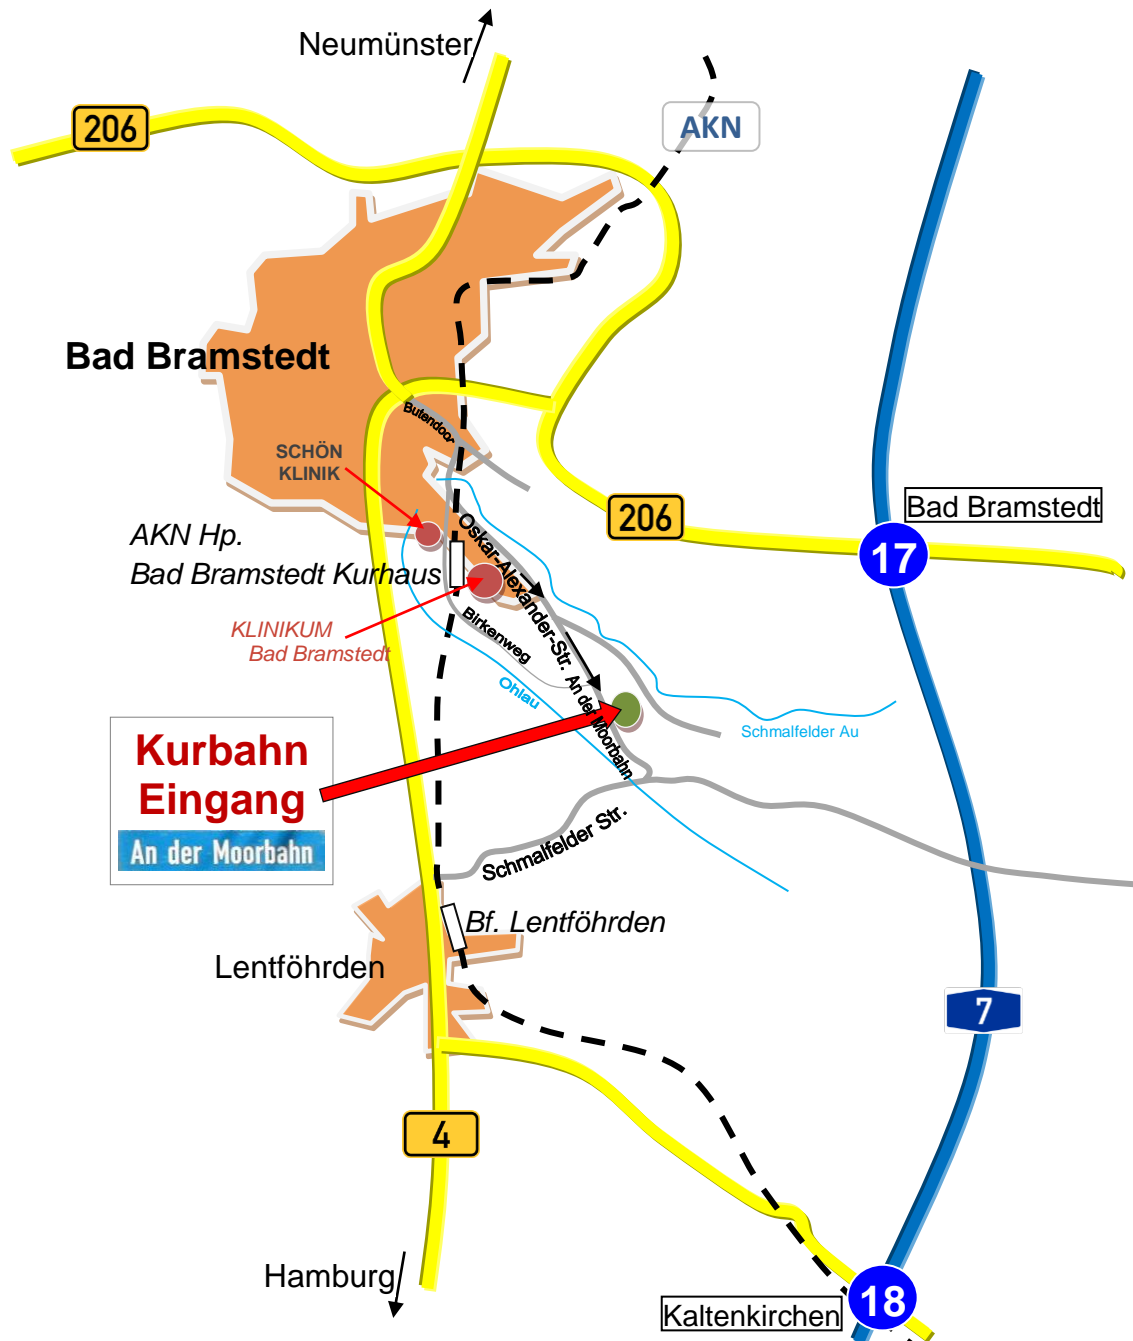 Neumünster
206
AKN
Bad Bramstedt
Butendoor
SCHÖN
KLINIK
206
Bad Bramstedt
17
AKN Hp.
Bad Bramstedt Kurhaus
Oskar-Alexander-Str.
KLINIKUM
Bad Bramstedt
Birkenweg
Ohlau
An der Moorbahn
Schmalfelder Au
Kurbahn
Eingang
An der Moorbahn
Schmalfelder Str.
Bf. Lentföhrden
Lentföhrden
7
4
Hamburg
Kaltenkirchen
18